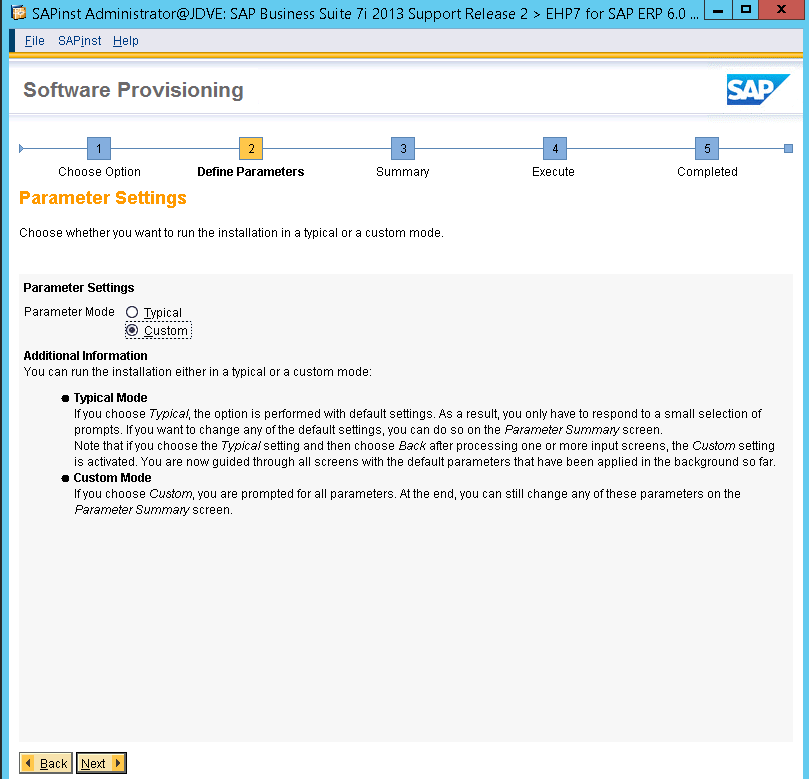 SAPinst Administrator@JDVE: SAP Business Suite 7i 2013 Support Release 2 > EHP7 for SAP ERP 6.0 ...
File SAPinst Help
Software Provisioning
SAP
1 2 3 4 5
Choose Option Define Parameters Summary Execute Completed
Parameter Settings
Choose whether you want to run the installation in a typical or a custom mode.
Parameter Settings
Parameter Mode Typical
Custom
Additional Information
You can run the installation either in a typical or a custom mode:
Typical Mode
If you choose Typical, the option is performed with default settings. As a result, you only have to respond to a small selection of
prompts. If you want to change any of the default settings, you can do so on the Parameter Summary screen.
Note that if you choose the Typical setting and then choose Back after processing one or more input screens, the Custom setting
is activated. You are now guided through all screens with the default parameters that have been applied in the background so far.
Custom Mode
If you choose Custom, you are prompted for all parameters. At the end, you can still change any of these parameters on the
Parameter Summary screen.
Back Next